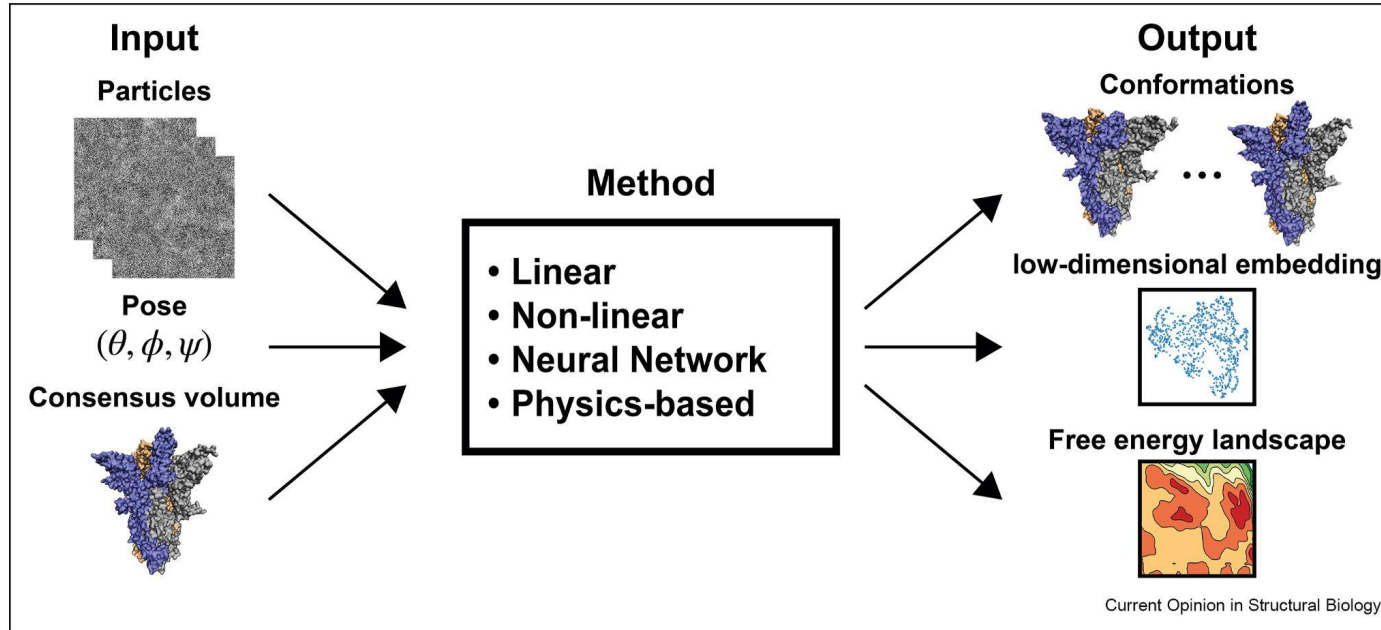 Input
Particles
Pose
(θ, ϕ, ψ)
Consensus volume
Method
• Linear
• Non-linear
• Neural Network
• Physics-based
Output
Conformations
...
low-dimensional embedding
Free energy landscape
Current Opinion in Structural Biology